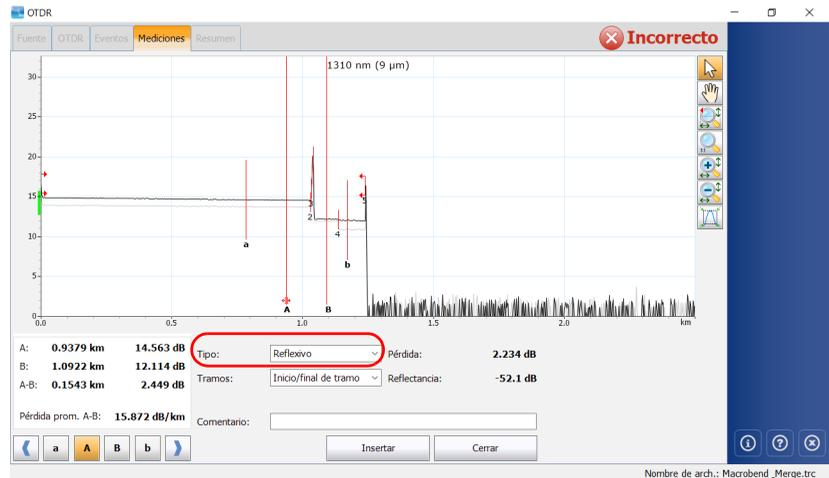 OTDR
Fuente OTDR Eventos Mediciones Resumen
Incorrecto
1310 nm (9 µm)
30
25
20
15
10
5
0
0.0 0.5 1.0 1.5 2.0 km
a A B b
2 3 4 5
A: 0.9379 km 14.563 dB
B: 1.0922 km 12.114 dB
A-B: 0.1543 km 2.449 dB
Pérdida prom. A-B: 15.872 dB/km
Tipo: Reflexivo
Pérdida: 2.234 dB
Tramos: Inicio/final de tramo
Reflectancia: -52.1 dB
Comentario:
a A B b
Insertar Cerrar
Nombre de arch.: Macrobend _Merge.trc